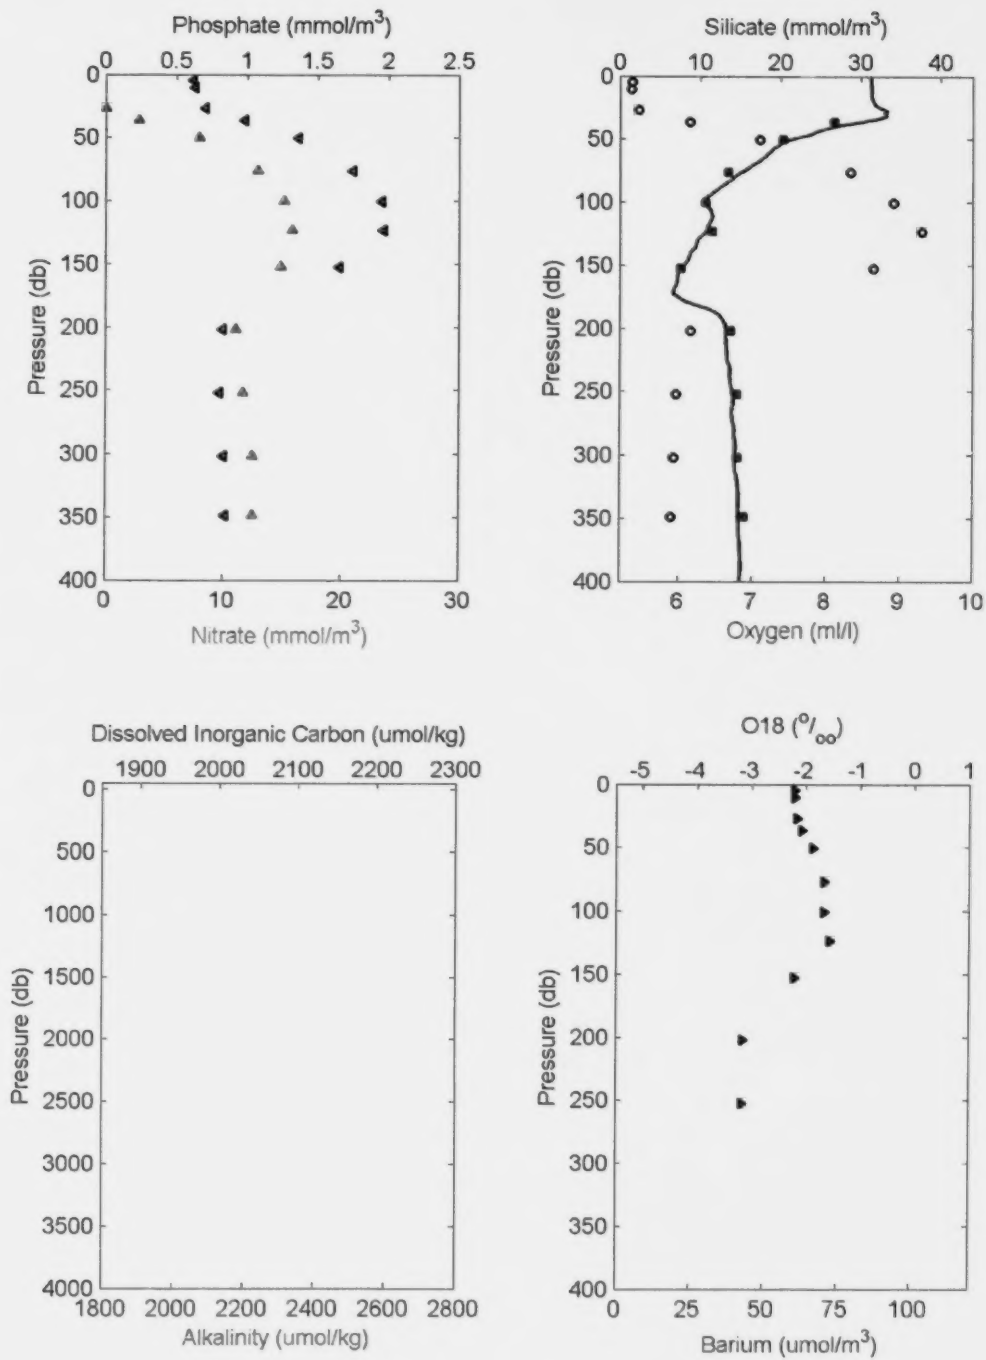 Phosphate (mmol/m³)
0 0.5 1 1.5 2 2.5
0
50
100
150
200
250
300
350
400
Pressure (db)
0 10 20 30
Nitrate (mmol/m³)
Silicate (mmol/m³)
0 10 20 30 40
0
50
100
150
200
250
300
350
400
Pressure (db)
6 7 8 9 10
Oxygen (ml/l)
Dissolved Inorganic Carbon (umol/kg)
1900 2000 2100 2200 2300
0
500
1000
1500
2000
2500
3000
3500
4000
Pressure (db)
1800 2000 2200 2400 2600 2800
Alkalinity (umol/kg)
O18 (⁰/₀₀)
-5 -4 -3 -2 -1 0 1
0
50
100
150
200
250
300
350
400
Pressure (db)
0 25 50 75 100
Barium (umol/m³)